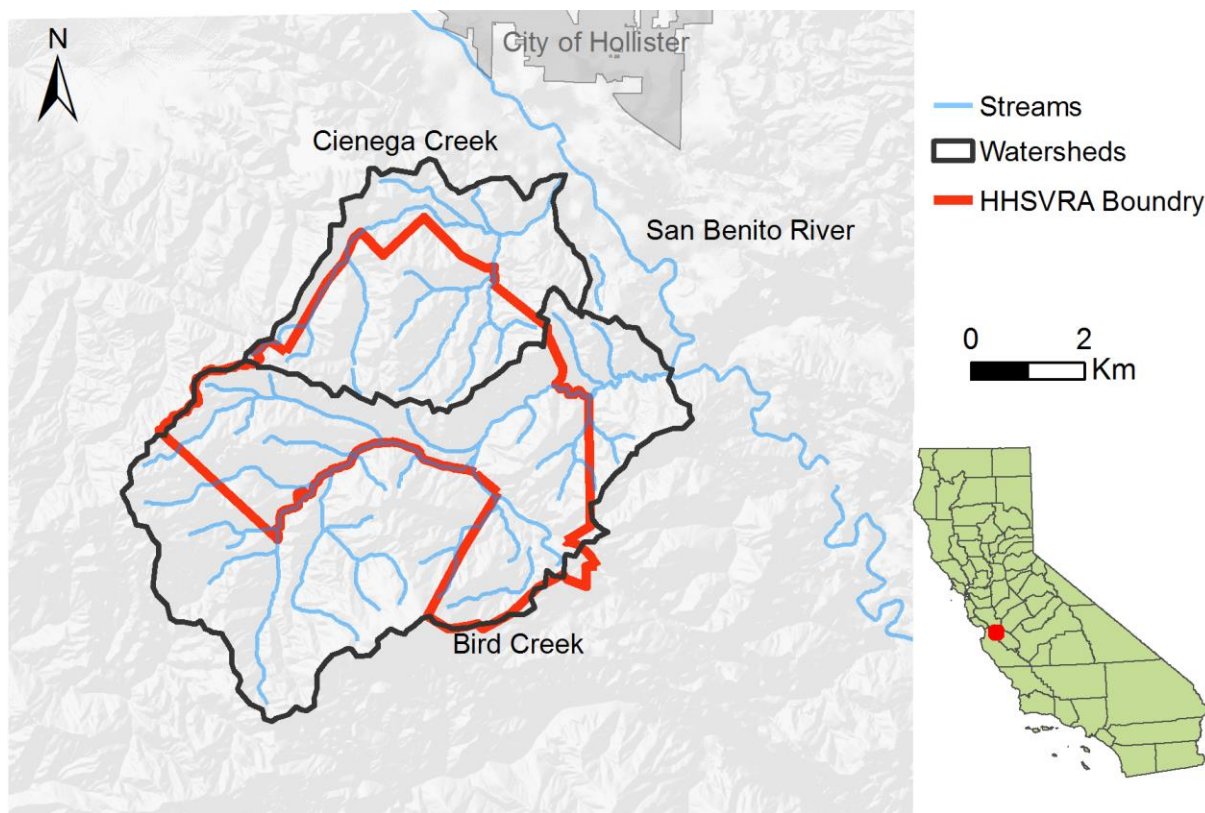 N
City of Hollister
Cienega Creek
San Benito River
Bird Creek
Streams
Watersheds
HHSVRA Boundry
0 2
Km